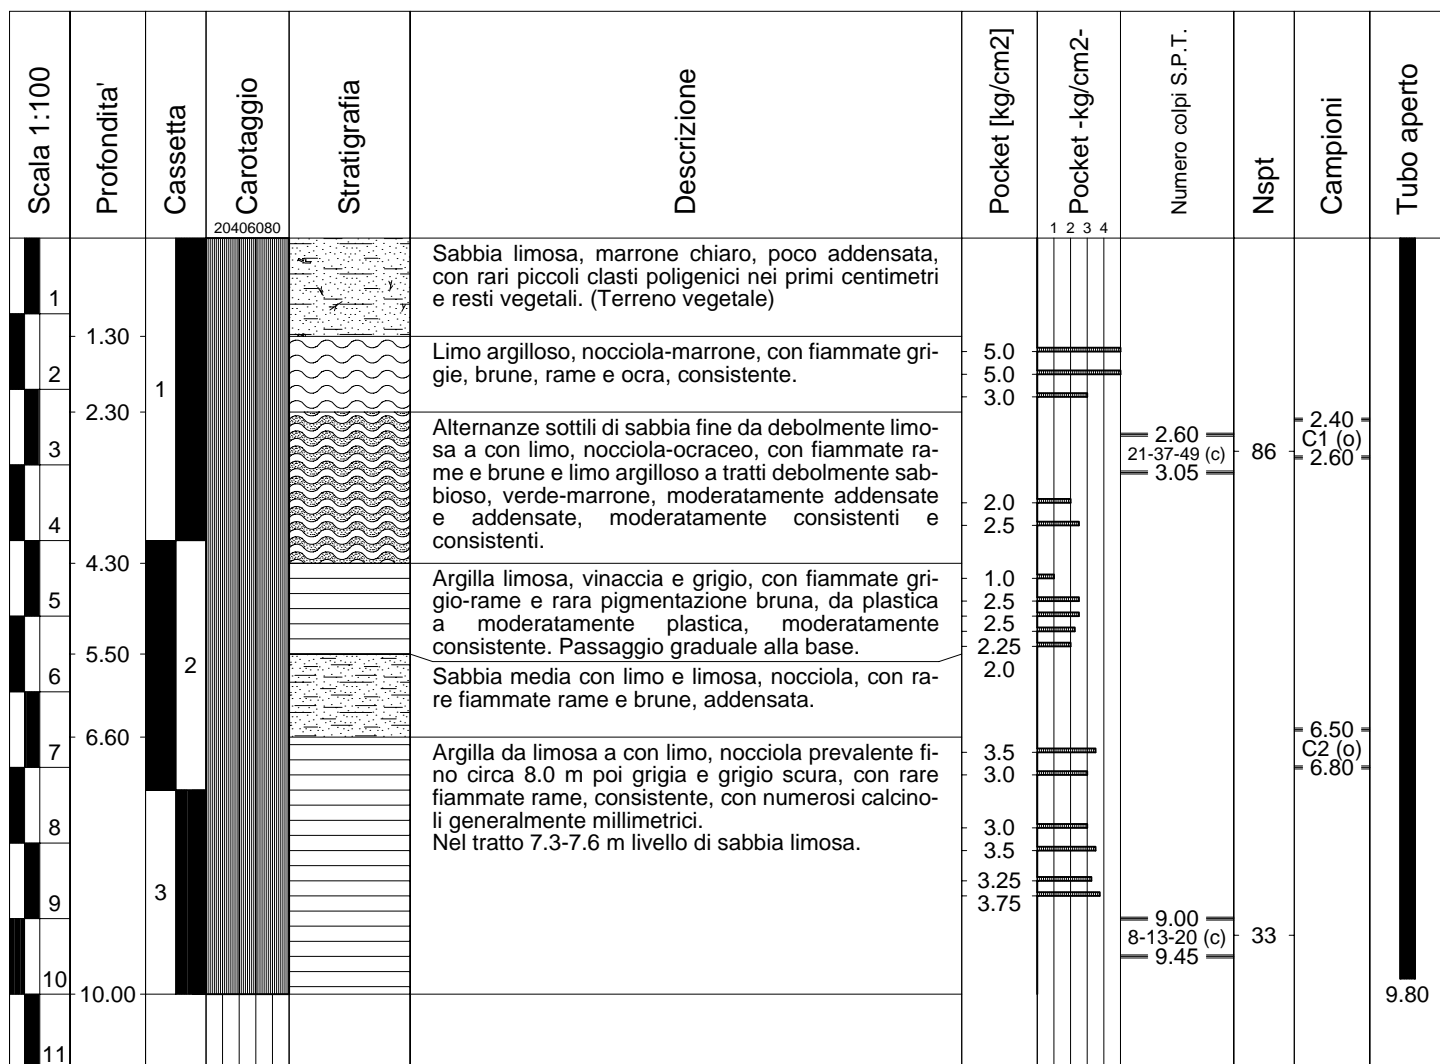 Scala 1:100
Profondita'
Cassetta
Carotaggio
20406080
Stratigrafia
Descrizione
Pocket [kg/cm2]
Pocket -kg/cm2-
1 2 3 4
Numero colpi S.P.T.
Nspt
Campioni
Tubo aperto
Sabbia limosa, marrone chiaro, poco addensata,
con rari piccoli clasti poligenici nei primi centimetri
e resti vegetali. (Terreno vegetale)
1
1.30
Limo argilloso, nocciola-marrone, con fiammate gri-
gie, brune, rame e ocra, consistente.
5.0
5.0
3.0
2
1
2.30
Alternanze sottili di sabbia fine da debolmente limo-
sa a con limo, nocciola-ocraceo, con fiammate ra-
me e brune e limo argilloso a tratti debolmente sab-
bioso, verde-marrone, moderatamente addensate
e addensate, moderatamente consistenti e
consistenti.
2.60
21-37-49 (c)
3.05
86
2.40
C1 (o)
2.60
3
2.0
2.5
4
4.30
Argilla limosa, vinaccia e grigio, con fiammate gri-
gio-rame e rara pigmentazione bruna, da plastica
a moderatamente plastica, moderatamente
consistente. Passaggio graduale alla base.
1.0
2.5
2.5
2.25
2.0
5
5.50
2
Sabbia media con limo e limosa, nocciola, con ra-
re fiammate rame e brune, addensata.
6
6.60
6.50
C2 (o)
6.80
7
Argilla da limosa a con limo, nocciola prevalente fi-
no circa 8.0 m poi grigia e grigio scura, con rare
fiammate rame, consistente, con numerosi calcino-
li generalmente millimetrici.
Nel tratto 7.3-7.6 m livello di sabbia limosa.
3.5
3.0
3.0
3.5
3.25
3.75
8
3
9
9.00
8-13-20 (c)
9.45
33
10
10.00
9.80
11